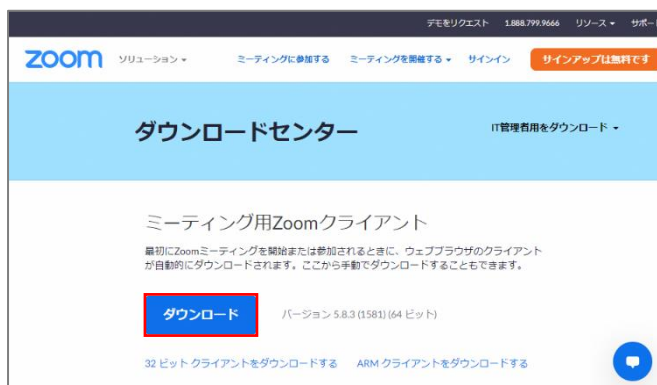 デモをリクエスト 1.888.799.9666 リソース サポート
zoom ソリューション ミーティングに参加する ミーティングを開催する サインイン サインアップは無料です
ダウンロードセンター IT管理者用をダウンロード
ミーティング用Zoomクライアント
最初にZoomミーティングを開始または参加されるときに、ウェブブラウザのクライアント
が自動的にダウンロードされます。ここから手動でダウンロードすることもできます。
ダウンロード バージョン 5.8.3 (1581) (64 ビット)
32 ビット クライアントをダウンロードする ARM クライアントをダウンロードする